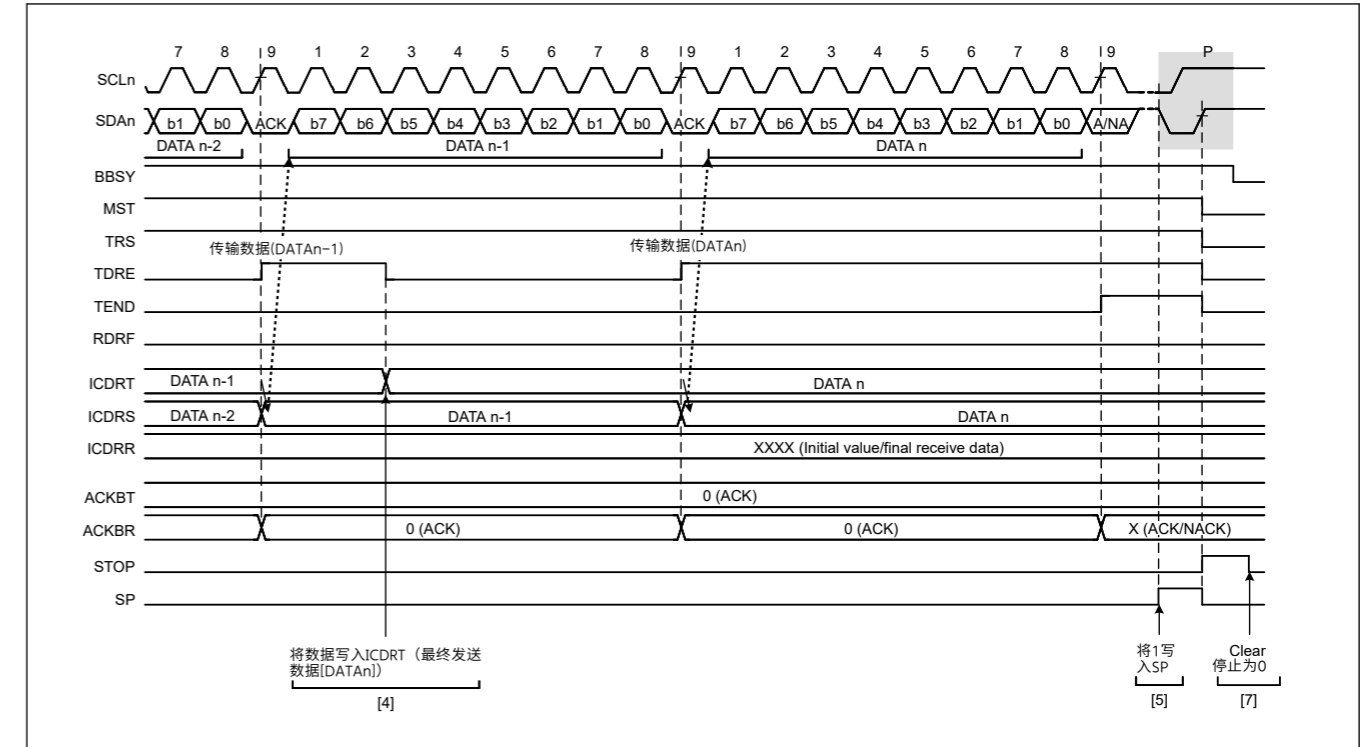 7 8 9 1 2 3 4 5 6 7 8 9 1 2 3 4 5 6 7 8 9 P
SCLn
SDAn b1 b0 ACK b7 b6 b5 b4 b3 b2 b1 b0 ACK b7 b6 b5 b4 b3 b2 b1 b0 A/NA
DATA n-2 DATA n-1 DATA n
BBSY
MST
TRS
传输数据(DATAn-1) 传输数据(DATAn)
TDRE
TEND
RDRF
ICDRT DATA n-1 DATA n
ICDRS DATA n-2 DATA n-1 DATA n
ICDRR XXXX (Initial value/final receive data)
ACKBT 0 (ACK)
ACKBR 0 (ACK) 0 (ACK) X (ACK/NACK)
STOP
SP
将数据写入ICDRT（最终发送
数据[DATAn]）
[4]
将1写
入SP
[5]
Clear
停止为0
[7]